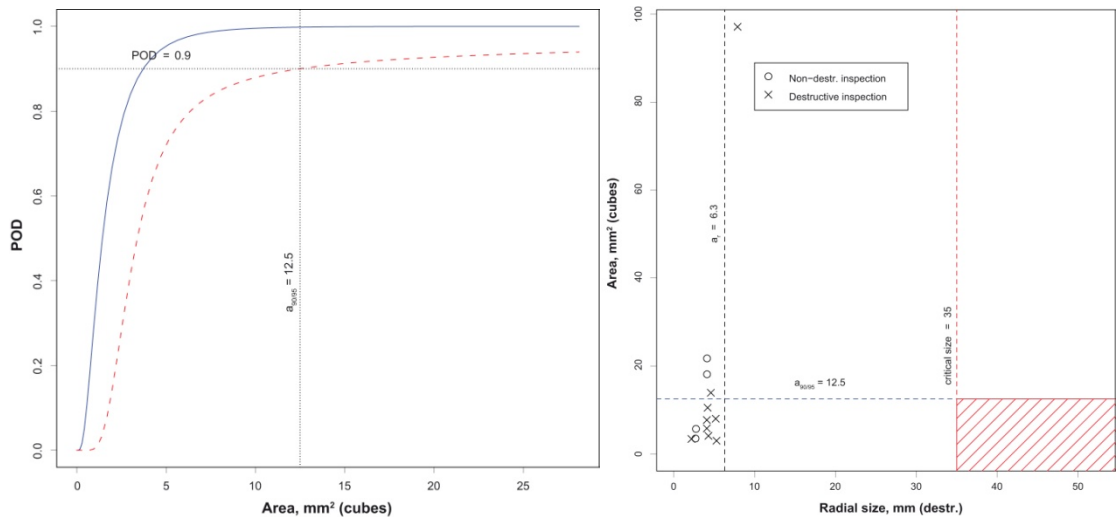 1.0
0.8
0.6
0.4
0.2
0.0
POD
POD = 0.9
a90/95 = 12.5
0 5 10 15 20 25
Area, mm² (cubes)
100
80
60
40
20
0
Area, mm² (cubes)
Non−destr. inspection
Destructive inspection
aᵣ = 6.3
critical size = 35
a90/95 = 12.5
0 10 20 30 40 50
Radial size, mm (destr.)